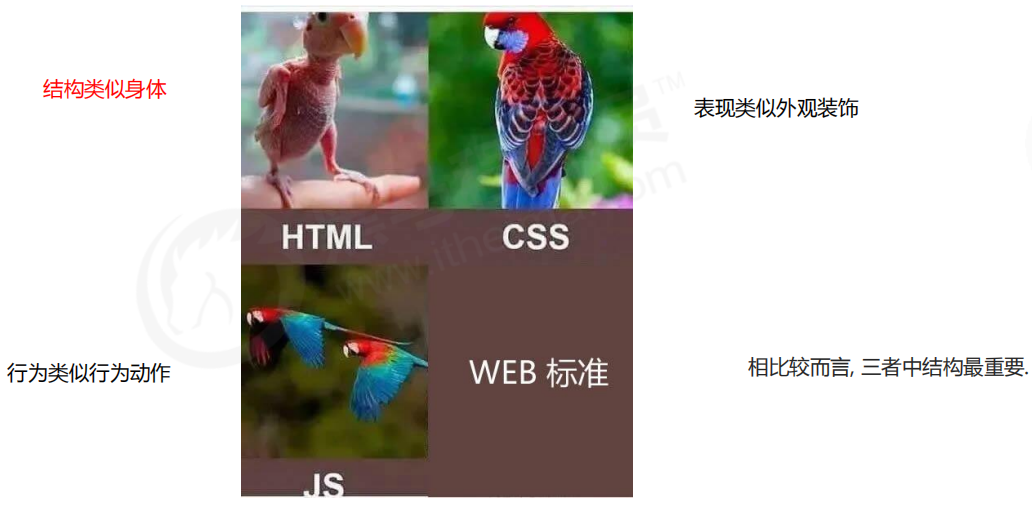 结构类似身体
表现类似外观装饰
HTML
CSS
行为类似行为动作
WEB 标准
相比较而言, 三者中结构最重要.
JS